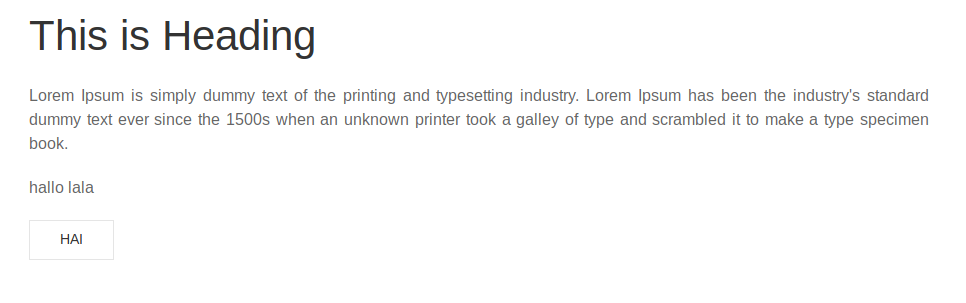 This is Heading
Lorem Ipsum is simply dummy text of the printing and typesetting industry. Lorem Ipsum has been the industry's standard
dummy text ever since the 1500s when an unknown printer took a galley of type and scrambled it to make a type specimen
book.
hallo lala
HAI